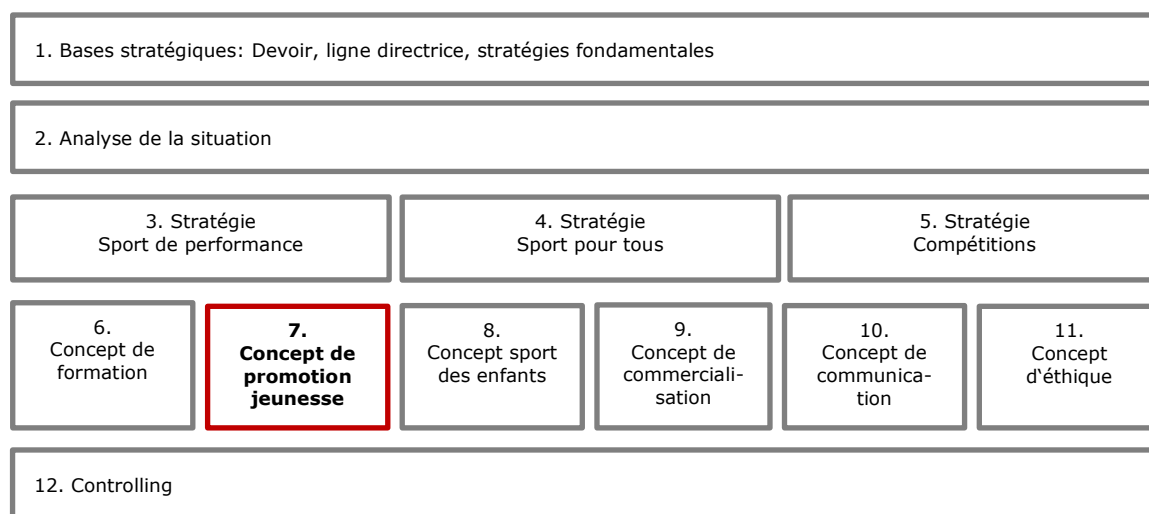 1. Bases stratégiques: Devoir, ligne directrice, stratégies fondamentales
2. Analyse de la situation
3. Stratégie
Sport de performance
4. Stratégie
Sport pour tous
5. Stratégie
Compétitions
6.
Concept de
formation
7.
Concept de
promotion
jeunesse
8.
Concept sport
des enfants
9.
Concept de
commerciali-
sation
10.
Concept de
communica-
tion
11.
Concept
d‘éthique
12. Controlling